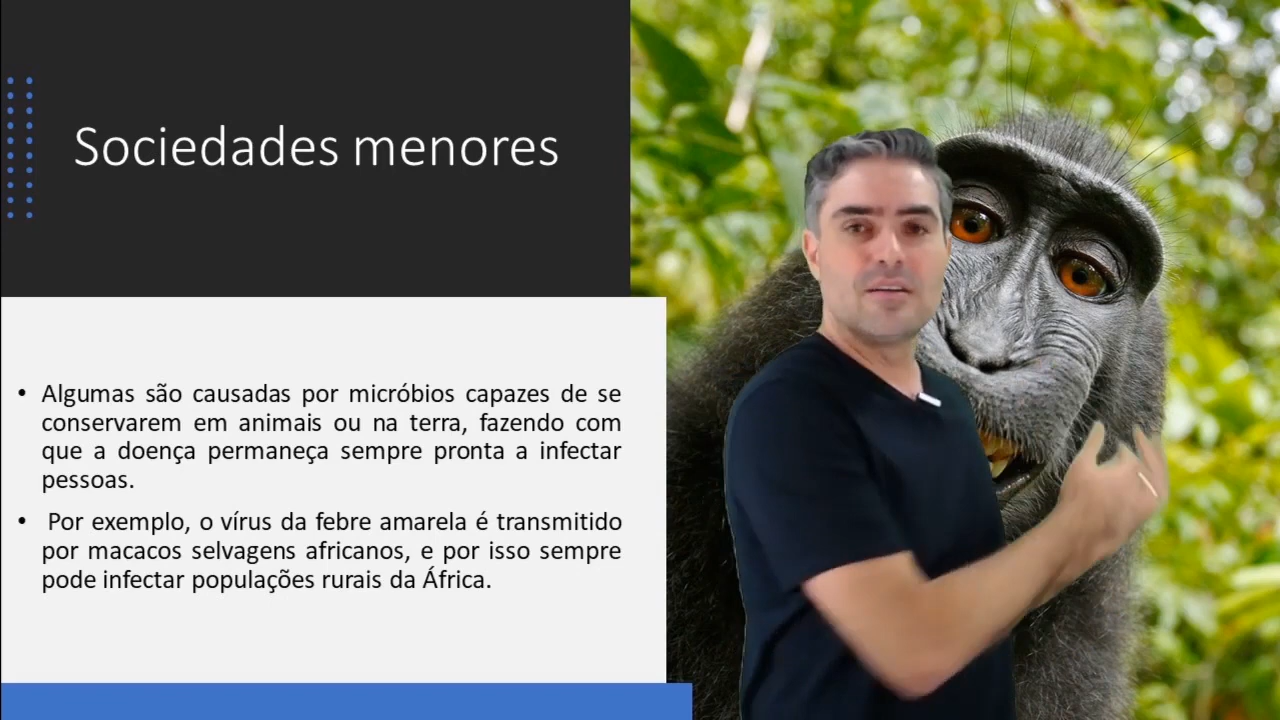 Sociedades menores
• Algumas são causadas por micróbios capazes de se
conservarem em animais ou na terra, fazendo com
que a doença permaneça sempre pronta a infectar
pessoas.
• Por exemplo, o vírus da febre amarela é transmitido
por macacos selvagens africanos, e por isso sempre
pode infectar populações rurais da África.